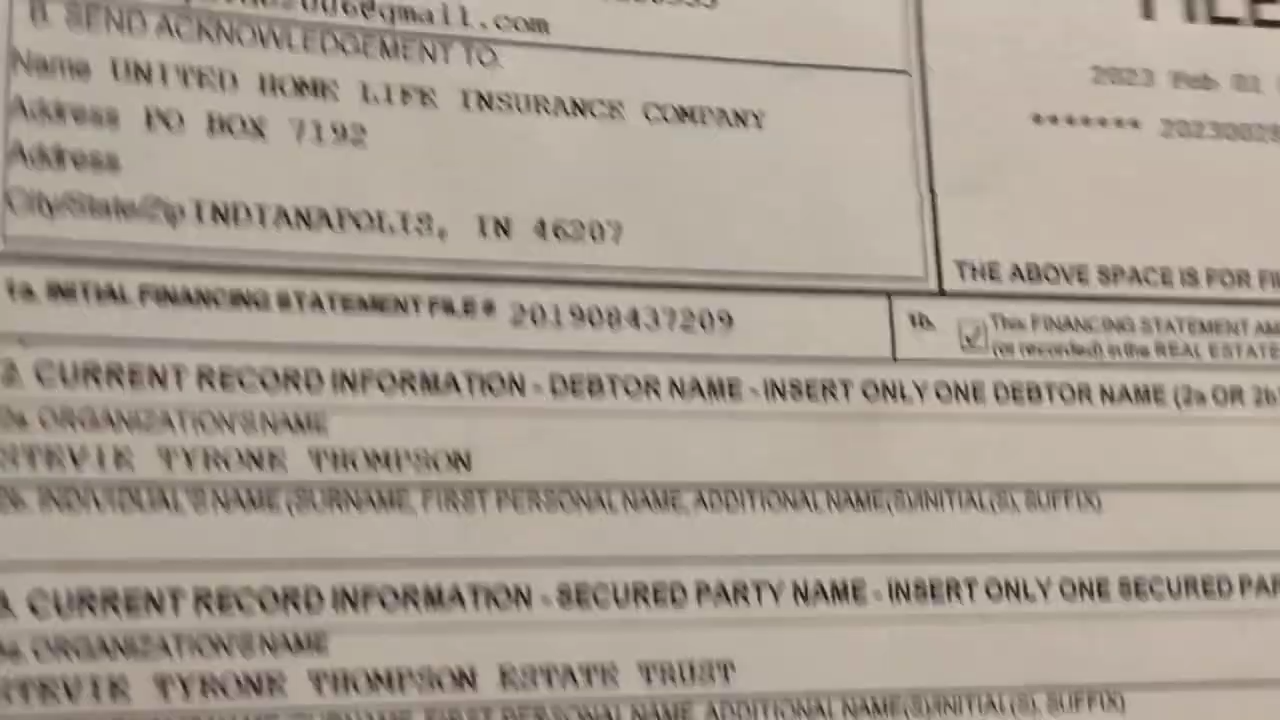 @gmail.com
B. SEND ACKNOWLEDGEMENT TO:
Name UNITED HOME LIFE INSURANCE COMPANY
Address PO BOX 7192
Address
City/State/Zip INDIANAPOLIS, IN 46207
2023 Feb 01
*******
THE ABOVE SPACE IS FOR FI
1a. INITIAL FINANCING STATEMENT FILE # 201908437209
1b. This FINANCING STATEMENT AM
(or recorded) in the REAL ESTATE
2. CURRENT RECORD INFORMATION - DEBTOR NAME - INSERT ONLY ONE DEBTOR NAME (2a OR 2b
2a. ORGANIZATION'S NAME
STEVIE TYRONE THOMPSON
2b. INDIVIDUAL'S NAME (SURNAME, FIRST PERSONAL NAME, ADDITIONAL NAME(S)/INITIAL(S), SUFFIX)
3. CURRENT RECORD INFORMATION - SECURED PARTY NAME - INSERT ONLY ONE SECURED PAR
3a. ORGANIZATION'S NAME
STEVIE TYRONE THOMPSON ESTATE TRUST
SURNAME, FIRST PERSONAL NAME, ADDITIONAL NAME(S)/INITIAL(S), SUFFIX)